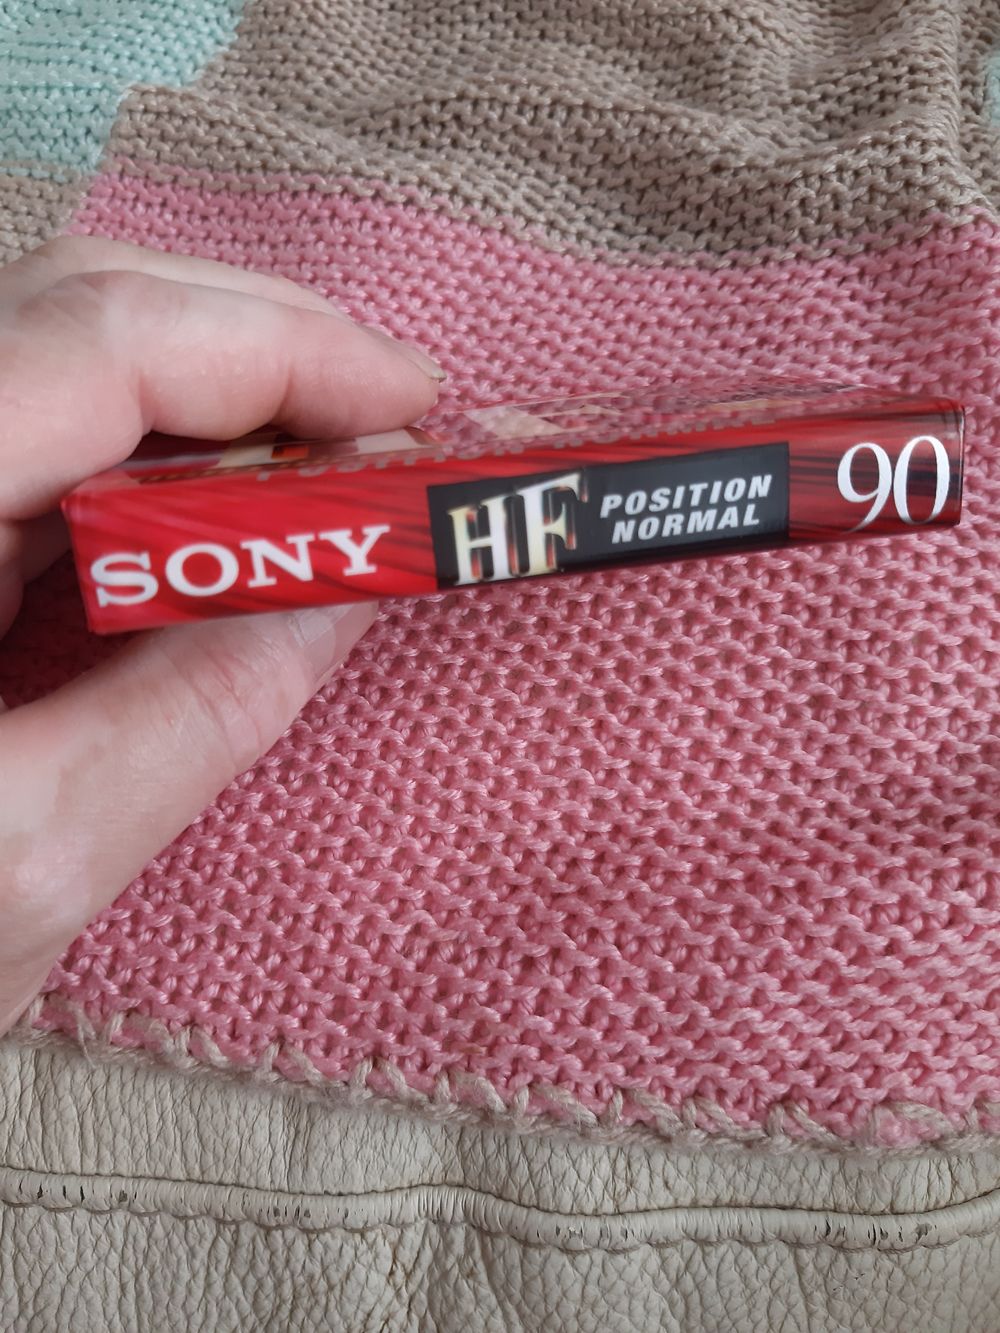 SONY
HF
POSITION
NORMAL
90